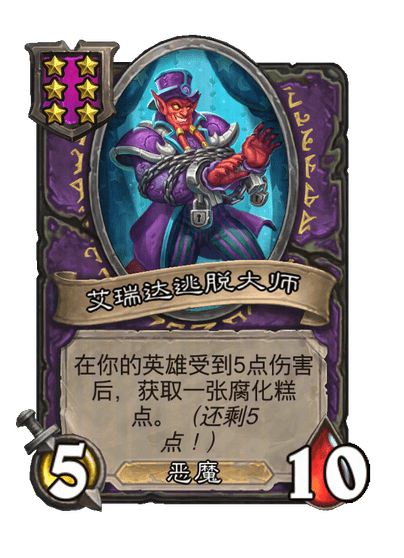 艾瑞达逃脱大师
在你的英雄受到5点伤害
后，获取一张腐化糕
点。（还剩5
点！）
5
恶魔
10